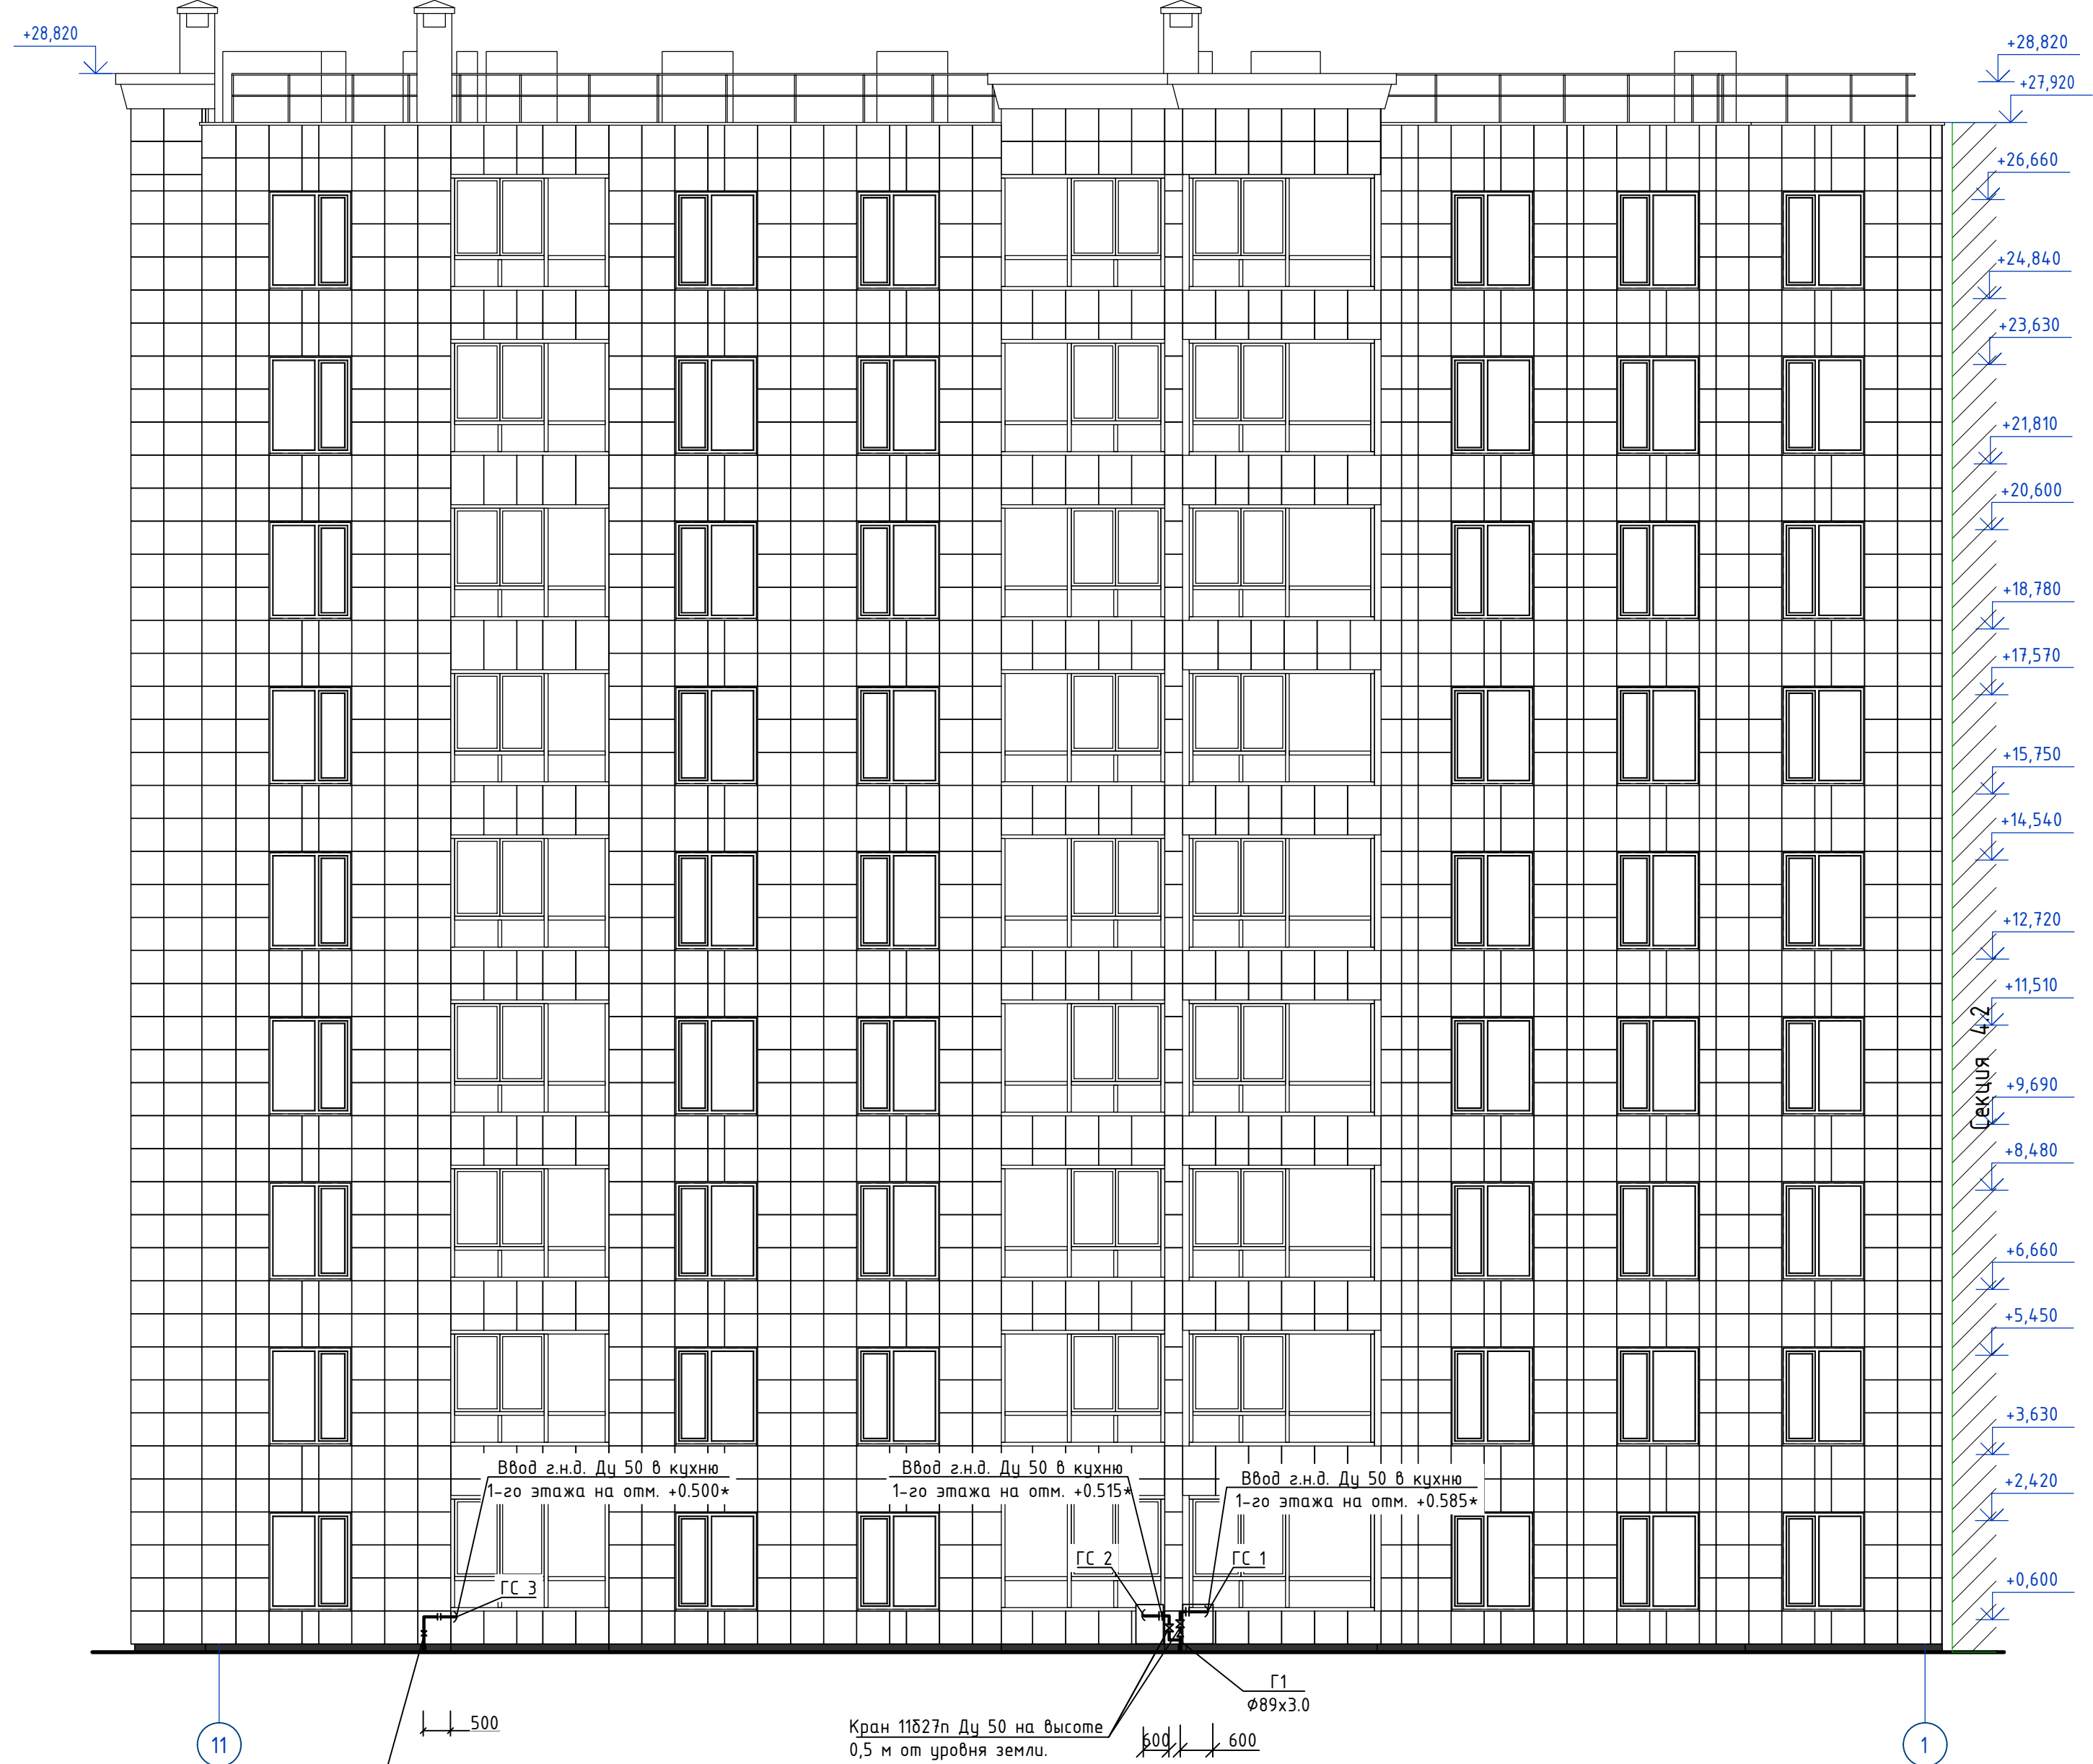 +28,820
+28,820
+27,920
+26,660
+24,840
+23,630
+21,810
+20,600
+18,780
+17,570
+15,750
+14,540
+12,720
+11,510
Секция 4.2
+9,690
+8,480
+6,660
+5,450
+3,630
+2,420
+0,600
Ввод г.н.д. Ду 50 в кухню
1-го этажа на отм. +0.500*
Ввод г.н.д. Ду 50 в кухню
1-го этажа на отм. +0.515*
Ввод г.н.д. Ду 50 в кухню
1-го этажа на отм. +0.585*
ГС 3
ГС 2
ГС 1
Г1
Ø89х3.0
500
Кран 11б27п Ду 50 на высоте
0,5 м от уровня земли.
600
600
11
1